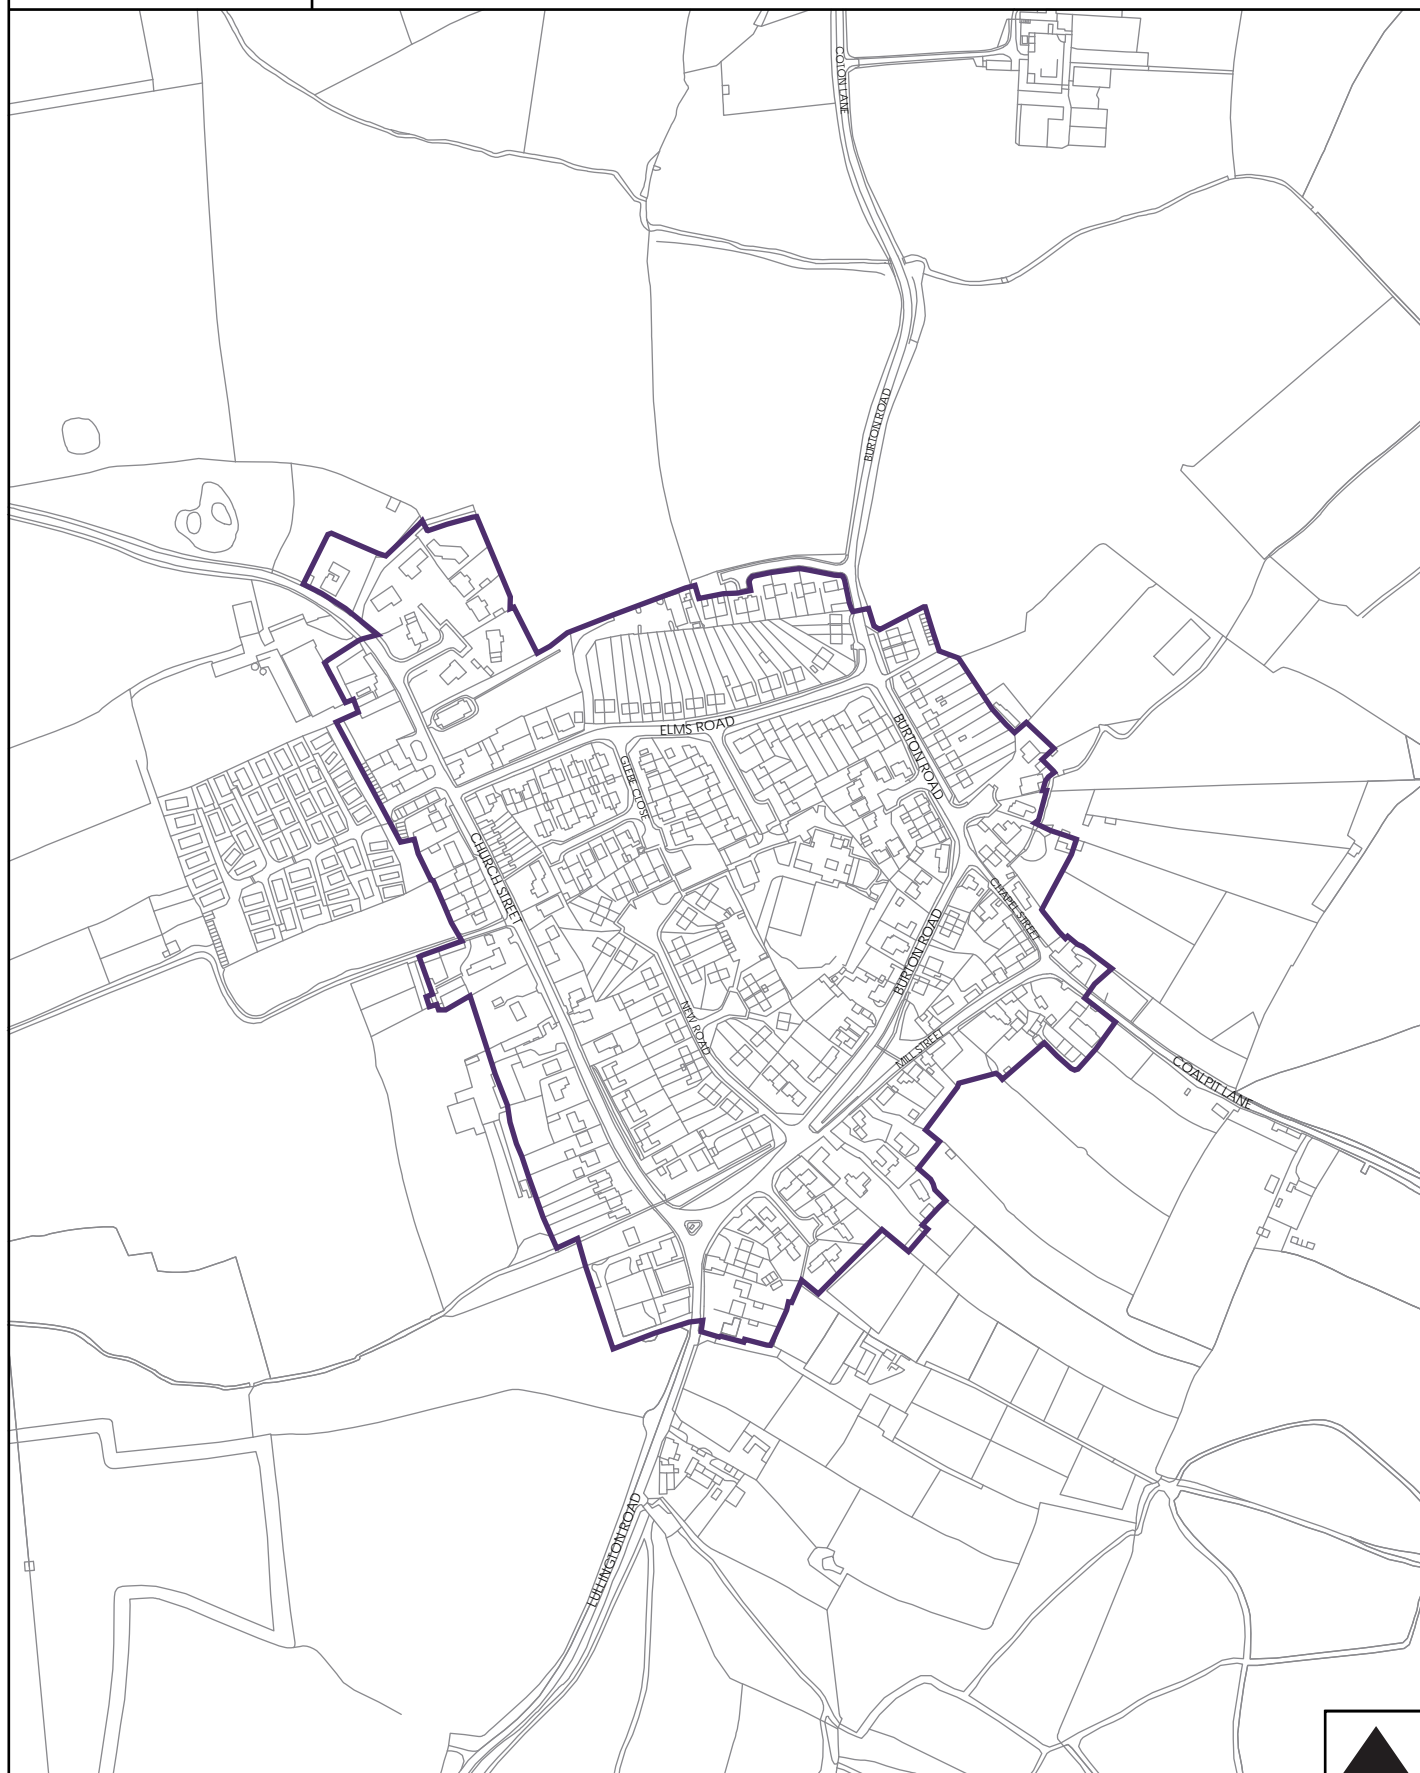 COTON LANE
BURTON ROAD
ELMS ROAD
BURTON ROAD
GLEBE CLOSE
CHURCH STREET
CHAPEL STREET
BURTON ROAD
NEW ROAD
MILL STREET
COALPIT LANE
LULLINGTON ROAD